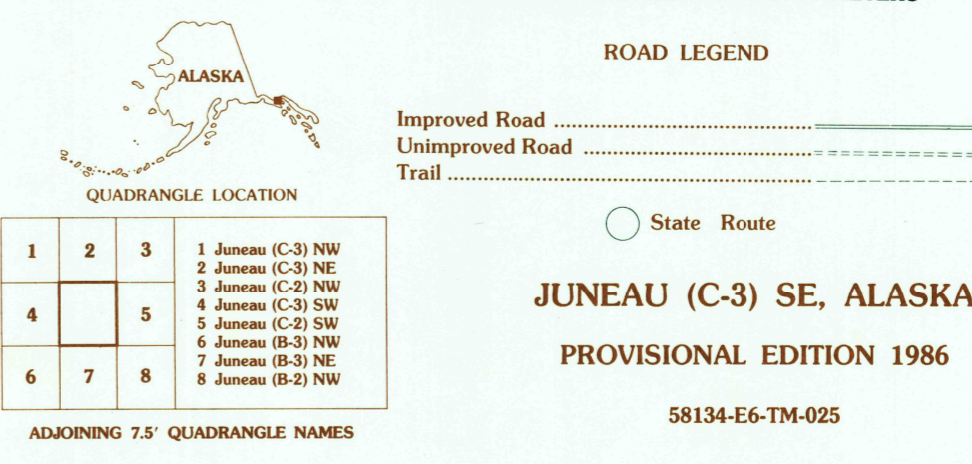 ALASKA
QUADRANGLE LOCATION
1 2 3
4 5
6 7 8
1 Juneau (C-3) NW
2 Juneau (C-3) NE
3 Juneau (C-2) NW
4 Juneau (C-3) SW
5 Juneau (C-2) SW
6 Juneau (B-3) NW
7 Juneau (B-3) NE
8 Juneau (B-2) NW
ADJOINING 7.5′ QUADRANGLE NAMES
ROAD LEGEND
Improved Road
Unimproved Road
Trail
State Route
JUNEAU (C-3) SE, ALASKA
PROVISIONAL EDITION 1986
58134-E6-TM-025